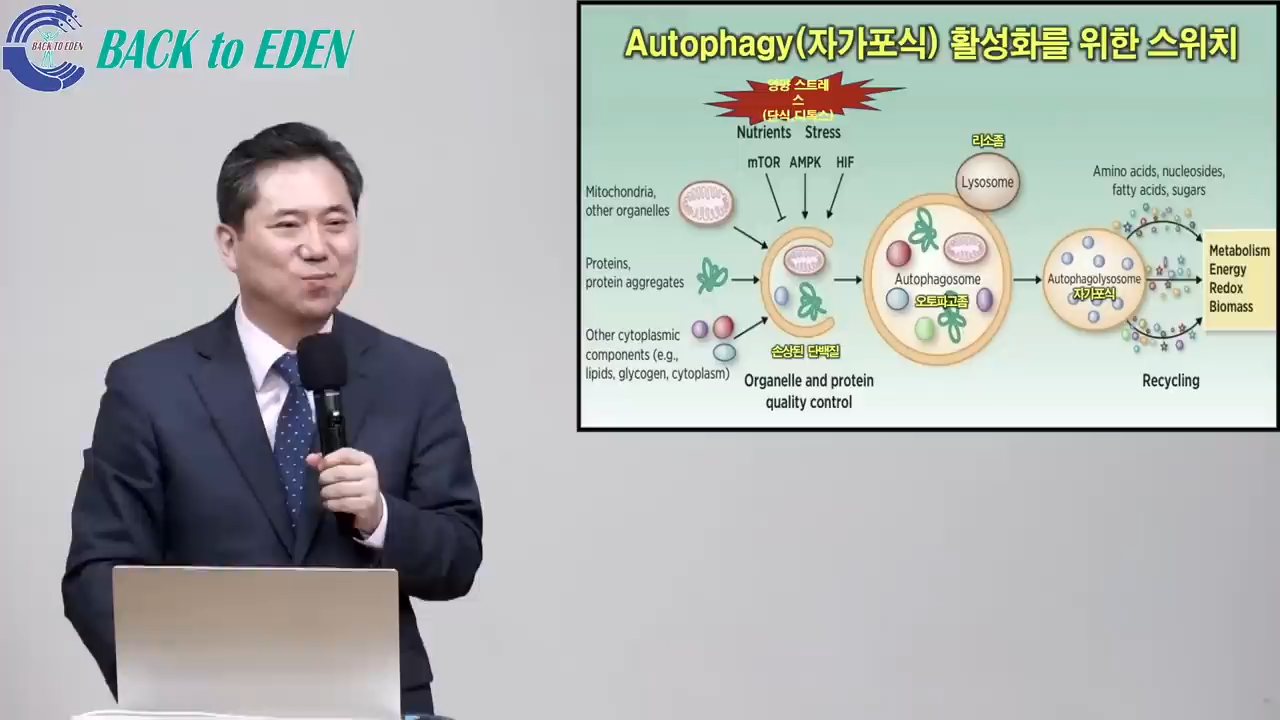 BACK TO EDEN
BACK to EDEN
Autophagy(자가포식) 활성화를 위한 스위치
영양 스트레
스
(단식,디톡스)
Nutrients Stress
mTOR AMPK HIF
리소좀
Lysosome
Mitochondria,
other organelles
Proteins,
protein aggregates
Other cytoplasmic
components (e.g.,
lipids, glycogen, cytoplasm)
손상된 단백질
Organelle and protein
quality control
Autophagosome
오토파고좀
Autophagolysosome
자가포식
Amino acids, nucleosides,
fatty acids, sugars
Metabolism
Energy
Redox
Biomass
Recycling